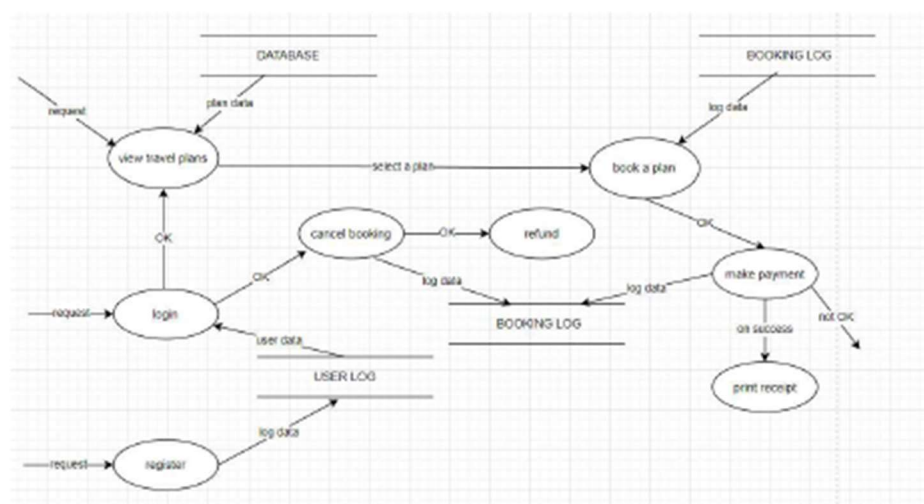 DATABASE
BOOKING LOG
request
plan data
log data
view travel plans
select a plan
book a plan
OK
cancel booking
OK
refund
OK
OK
make payment
log data
log data
request
login
BOOKING LOG
on success
not OK
user data
USER LOG
print receipt
log data
request
register